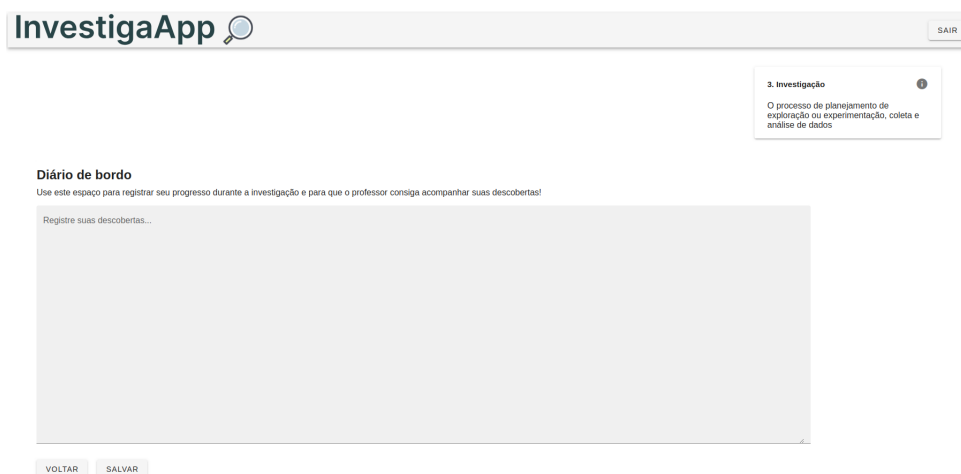 InvestigaApp
SAIR
3. Investigação
O processo de planejamento de
exploração ou experimentação, coleta e
análise de dados
Diário de bordo
Use este espaço para registrar seu progresso durante a investigação e para que o professor consiga acompanhar suas descobertas!
Registre suas descobertas...
VOLTAR SALVAR